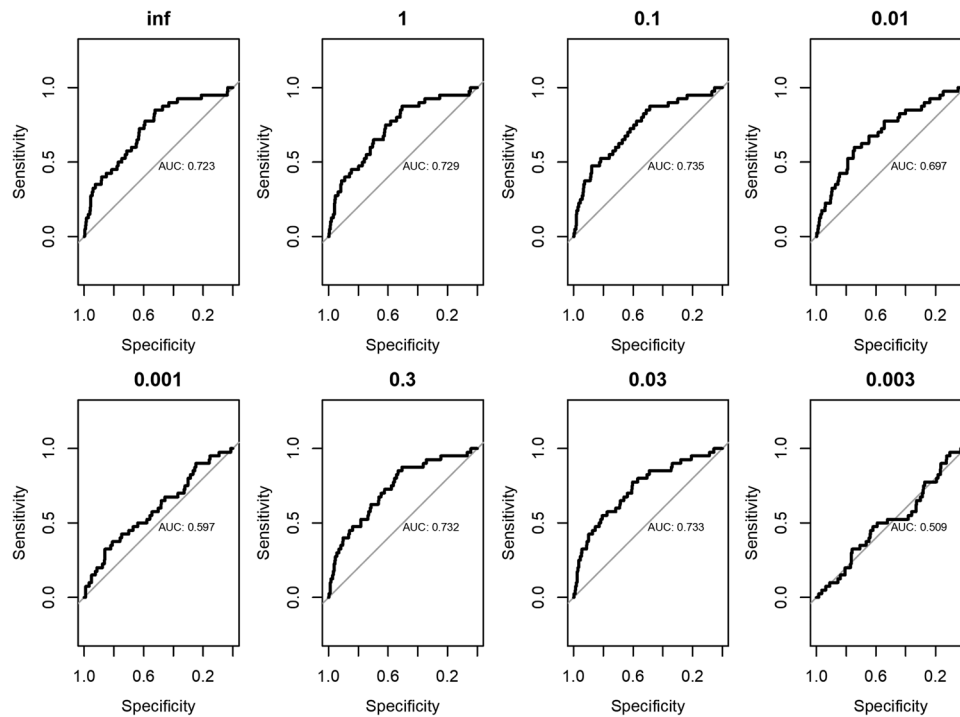 inf
1
0.1
0.01
Sensitivity
0.0 0.5 1.0
AUC: 0.723
1.0 0.6 0.2
Specificity
Sensitivity
0.0 0.5 1.0
AUC: 0.729
1.0 0.6 0.2
Specificity
Sensitivity
0.0 0.5 1.0
AUC: 0.735
1.0 0.6 0.2
Specificity
Sensitivity
0.0 0.5 1.0
AUC: 0.697
1.0 0.6 0.2
Specificity
0.001
0.3
0.03
0.003
Sensitivity
0.0 0.5 1.0
AUC: 0.597
1.0 0.6 0.2
Specificity
Sensitivity
0.0 0.5 1.0
AUC: 0.732
1.0 0.6 0.2
Specificity
Sensitivity
0.0 0.5 1.0
AUC: 0.733
1.0 0.6 0.2
Specificity
Sensitivity
0.0 0.5 1.0
AUC: 0.509
1.0 0.6 0.2
Specificity